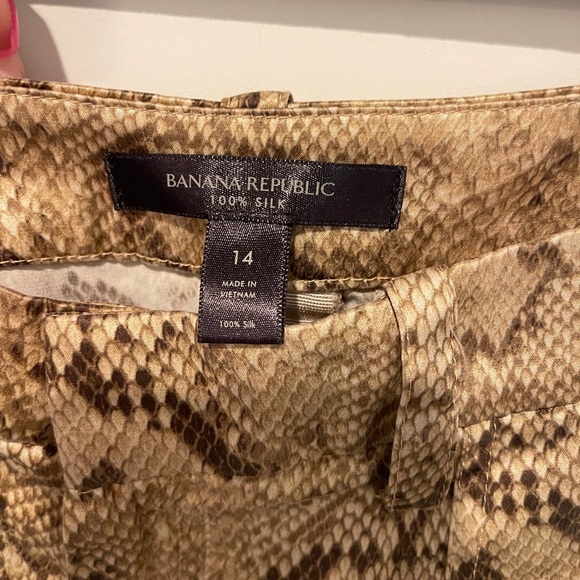 BANANA REPUBLIC
100% SILK
14
MADE IN
VIETNAM
100% Silk